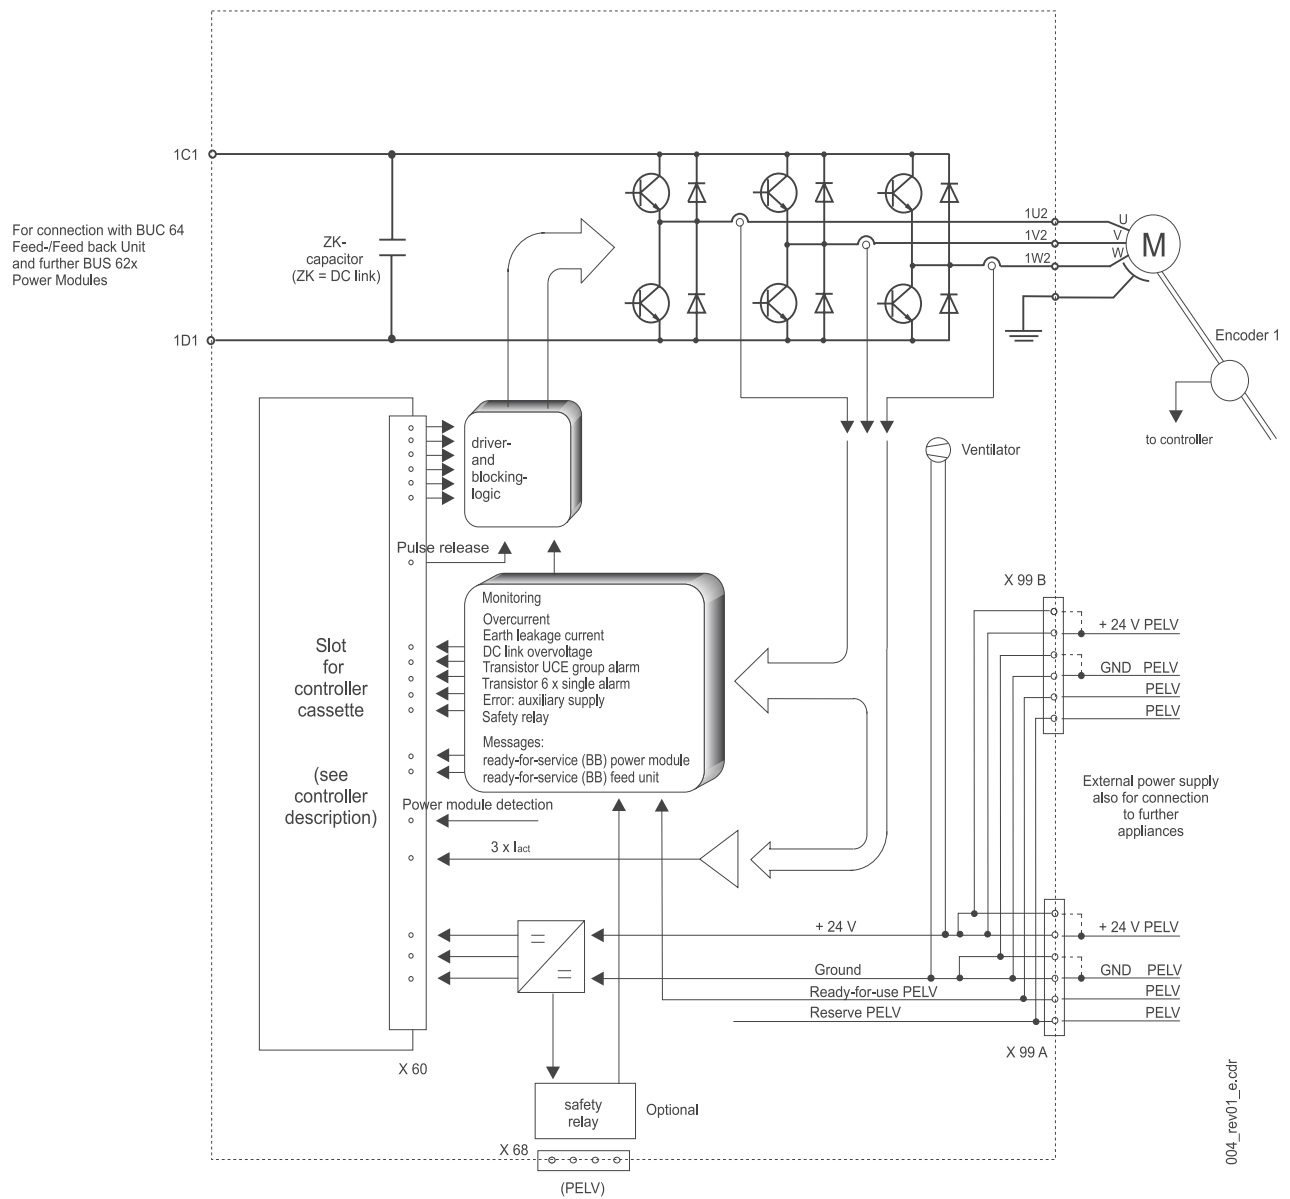 1C1
For connection with BUC 64
Feed-/Feed back Unit
and further BUS 62x
Power Modules
ZK-
capacitor
(ZK = DC link)
1D1
1U2
1V2
1W2
U
V
W
M
Encoder 1
to controller
driver-
and
blocking-
logic
Ventilator
Pulse release
Monitoring
Overcurrent
Earth leakage current
DC link overvoltage
Transistor UCE group alarm
Transistor 6 x single alarm
Error: auxiliary supply
Safety relay
Messages:
ready-for-service (BB) power module
ready-for-service (BB) feed unit
Slot
for
controller
cassette
(see
controller
description)
Power module detection
3 x Iact
X 99 B
+ 24 V PELV
GND PELV
PELV
PELV
External power supply
also for connection
to further
appliances
+ 24 V
Ground
Ready-for-use PELV
Reserve PELV
+ 24 V PELV
GND PELV
PELV
PELV
X 99 A
X 60
safety
relay
Optional
X 68
(PELV)
004_rev01_e.cdr